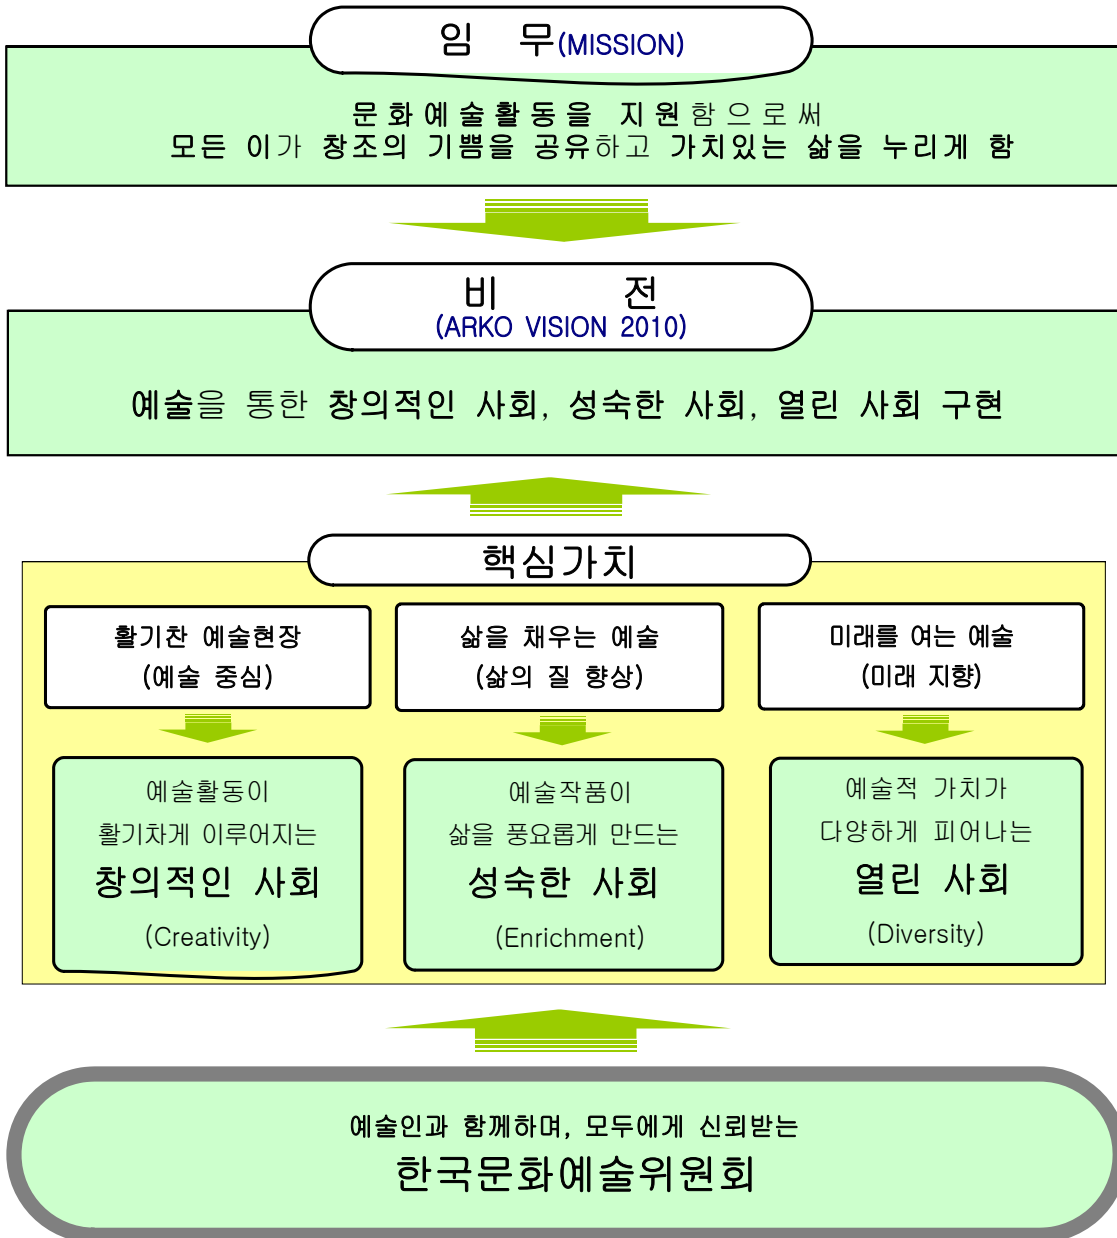 임 무(MISSION)
문화예술활동을 지원함으로써
모든 이가 창조의 기쁨을 공유하고 가치있는 삶을 누리게 함
비 전
(ARKO VISION 2010)
예술을 통한 창의적인 사회, 성숙한 사회, 열린 사회 구현
핵심가치
활기찬 예술현장
(예술 중심)
삶을 채우는 예술
(삶의 질 향상)
미래를 여는 예술
(미래 지향)
예술활동이
활기차게 이루어지는
창의적인 사회
(Creativity)
예술작품이
삶을 풍요롭게 만드는
성숙한 사회
(Enrichment)
예술적 가치가
다양하게 피어나는
열린 사회
(Diversity)
예술인과 함께하며, 모두에게 신뢰받는
한국문화예술위원회